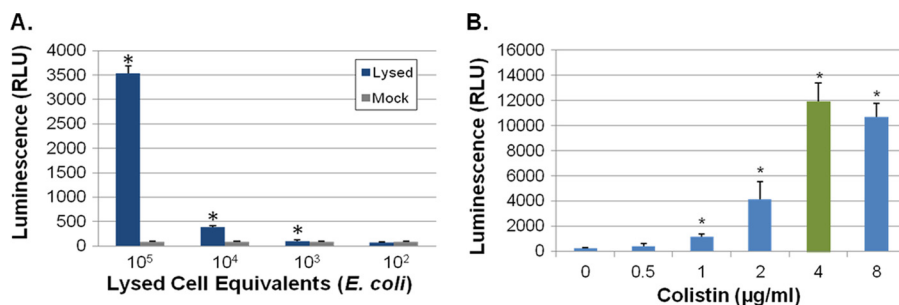 A.
Luminescence (RLU)
4000
3500
3000
2500
2000
1500
1000
500
0
*
*
*
Lysed
Mock
10⁵ 10⁴ 10³ 10²
Lysed Cell Equivalents (E. coli)
B.
Luminescence (RLU)
16000
14000
12000
10000
8000
6000
4000
2000
0
*
*
*
*
0 0.5 1 2 4 8
Colistin (µg/ml)